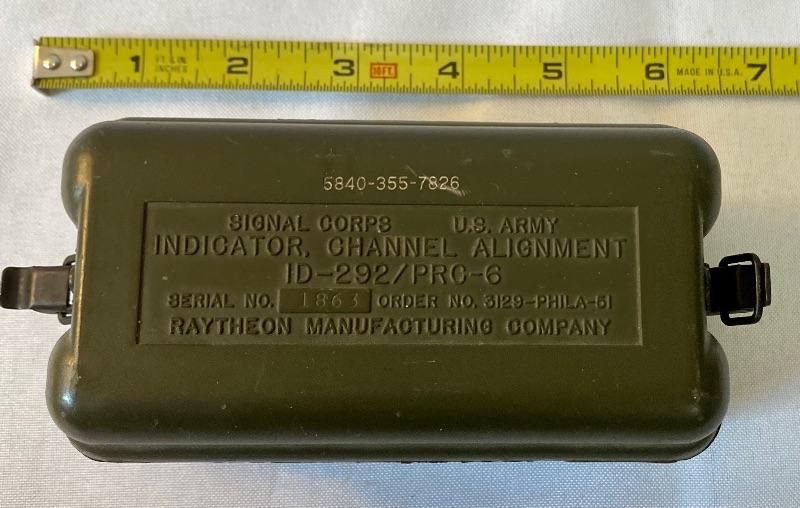 1 FT & IN INCHES 2 3 10FT. 4 5 6 MADE IN U.S.A. 7
5840-355-7826
SIGNAL CORPS U.S. ARMY
INDICATOR, CHANNEL ALIGNMENT
ID-292/PRC-6
SERIAL NO. 1863 ORDER NO. 3129-PHILA-51
RAYTHEON MANUFACTURING COMPANY